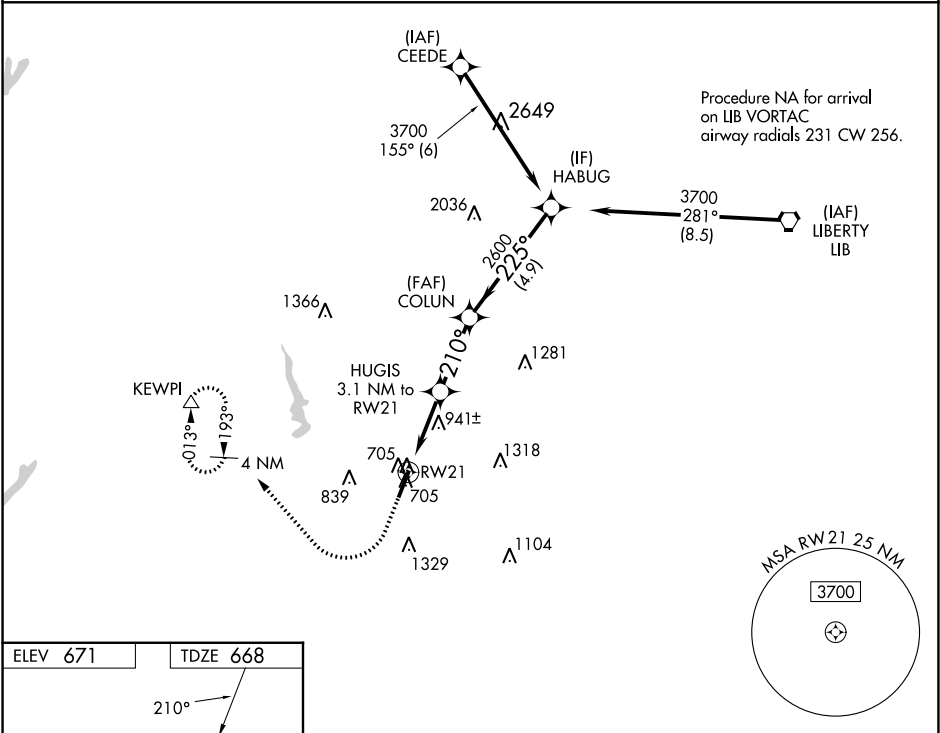 (IAF)
CEEDE
2649
3700
155° (6)
Procedure NA for arrival
on LIB VORTAC
airway radials 231 CW 256.
(IF)
HABUG
2036
3700
281°
(8.5)
(IAF)
LIBERTY
LIB
2600
225°
(4.9)
(FAF)
COLUN
1366
210°
1281
HUGIS
3.1 NM to
RW21
KEWPI
941±
013°
193°
4 NM
705
RW21
1318
839
705
1329
1104
MSA RW21 25 NM
3700
ELEV 671
TDZE 668
210°